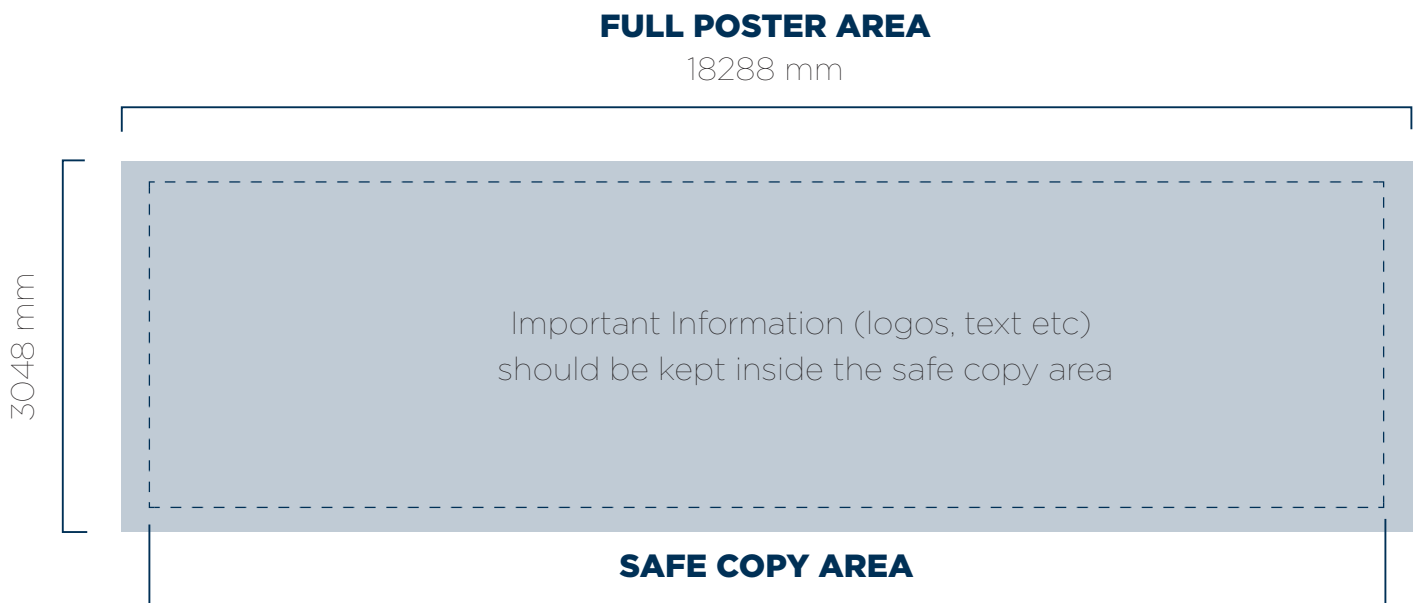 FULL POSTER AREA
18288 mm
3048 mm
Important Information (logos, text etc)
should be kept inside the safe copy area
SAFE COPY AREA